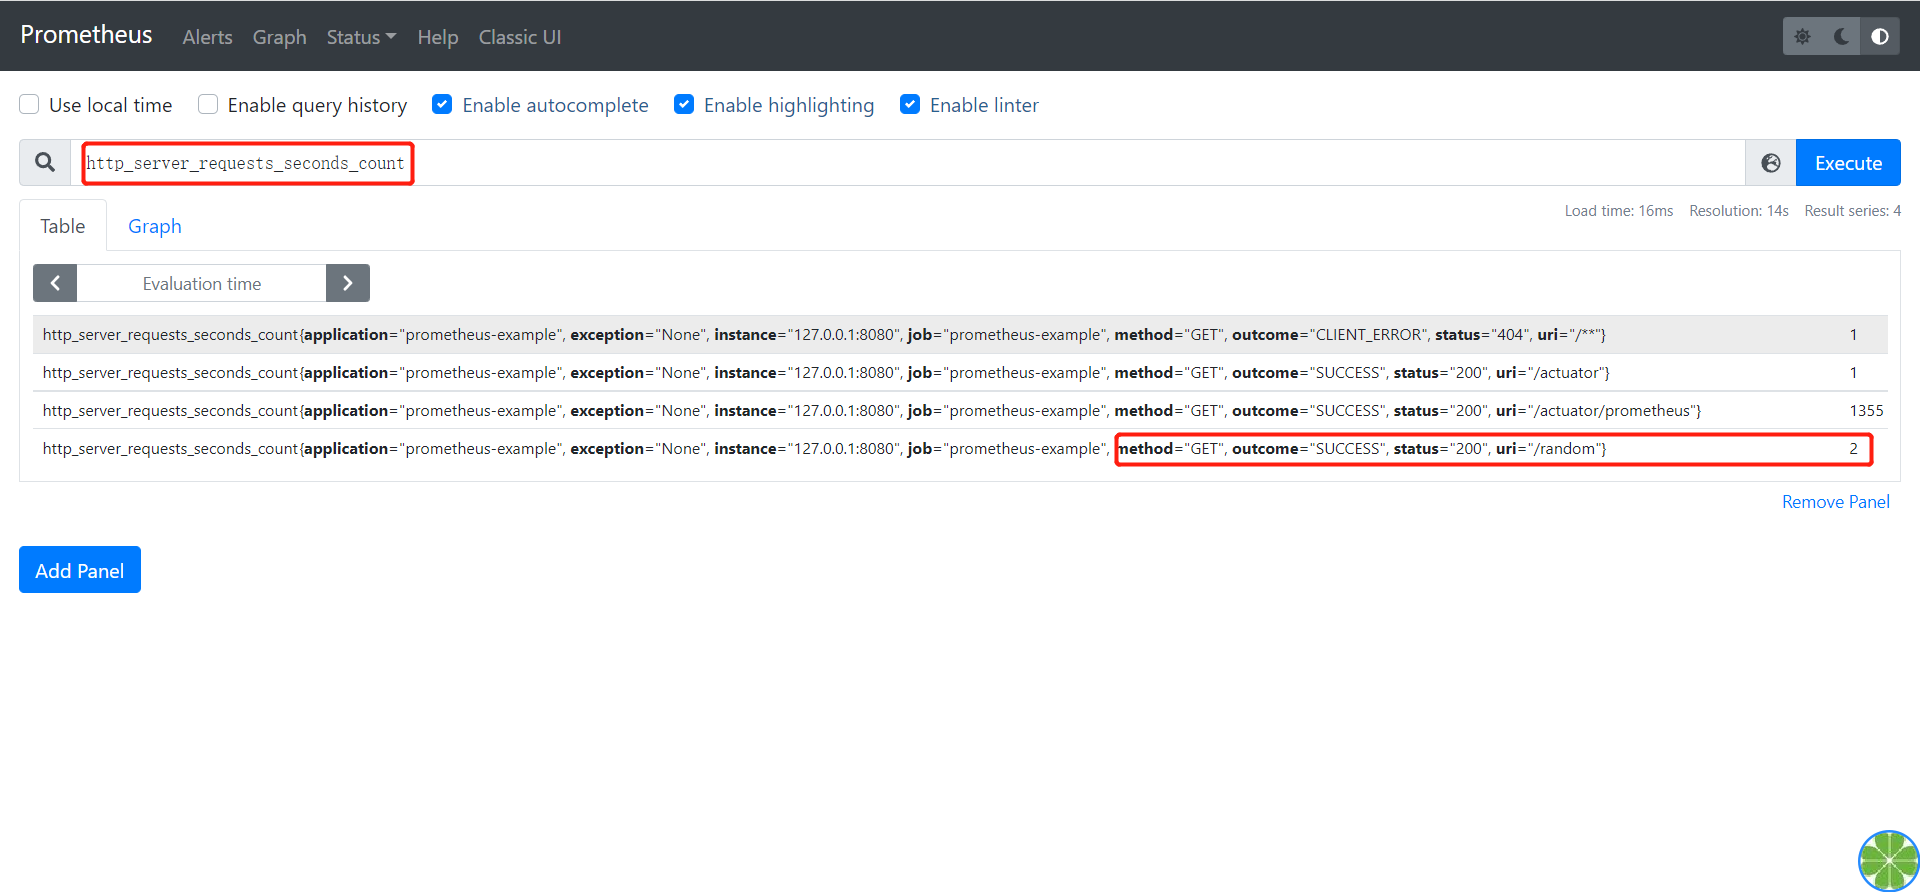 Prometheus Alerts Graph Status Help Classic UI
Use local time Enable query history Enable autocomplete Enable highlighting Enable linter
http_server_requests_seconds_count Execute
Table Graph Load time: 16ms Resolution: 14s Result series: 4
Evaluation time
http_server_requests_seconds_count{application="prometheus-example", exception="None", instance="127.0.0.1:8080", job="prometheus-example", method="GET", outcome="CLIENT_ERROR", status="404", uri="/**"} 1
http_server_requests_seconds_count{application="prometheus-example", exception="None", instance="127.0.0.1:8080", job="prometheus-example", method="GET", outcome="SUCCESS", status="200", uri="/actuator"} 1
http_server_requests_seconds_count{application="prometheus-example", exception="None", instance="127.0.0.1:8080", job="prometheus-example", method="GET", outcome="SUCCESS", status="200", uri="/actuator/prometheus"} 1355
http_server_requests_seconds_count{application="prometheus-example", exception="None", instance="127.0.0.1:8080", job="prometheus-example", method="GET", outcome="SUCCESS", status="200", uri="/random"} 2
Remove Panel
Add Panel